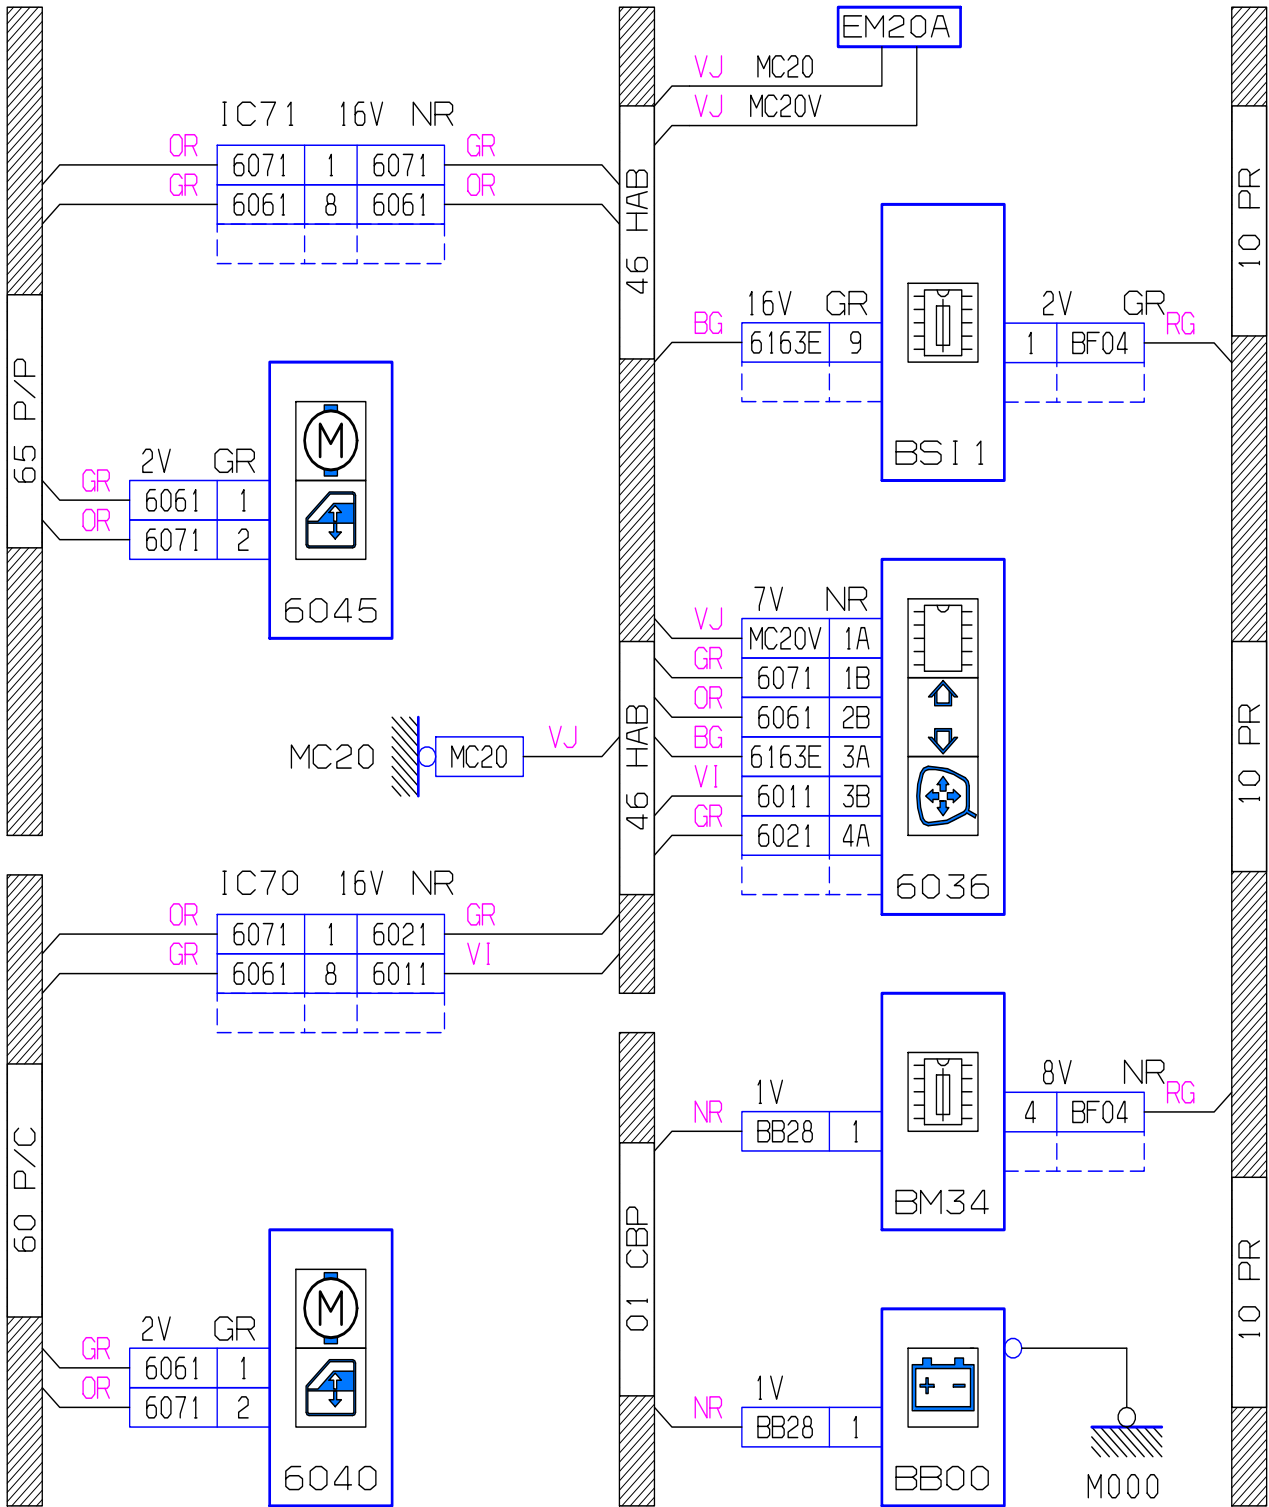 EM20A
VJ MC20
VJ MC20V
IC71 16V NR
OR 6071 1 6071 GR
GR 6061 8 6061 OR
46 HAB
10 PR
16V GR
BG 6163E 9
2V GR
1 BF04 RG
BSI1
65 P/P
2V GR
GR 6061 1
OR 6071 2
6045
7V NR
VJ MC20V 1A
GR 6071 1B
OR 6061 2B
BG 6163E 3A
VI 6011 3B
GR 6021 4A
6036
MC20 MC20 VJ
46 HAB
10 PR
IC70 16V NR
OR 6071 1 6021 GR
GR 6061 8 6011 VI
60 P/C
1V
NR BB28 1
8V NR
4 BF04 RG
BM34
01 CBP
10 PR
2V GR
GR 6061 1
OR 6071 2
6040
1V
NR BB28 1
BB00
M000